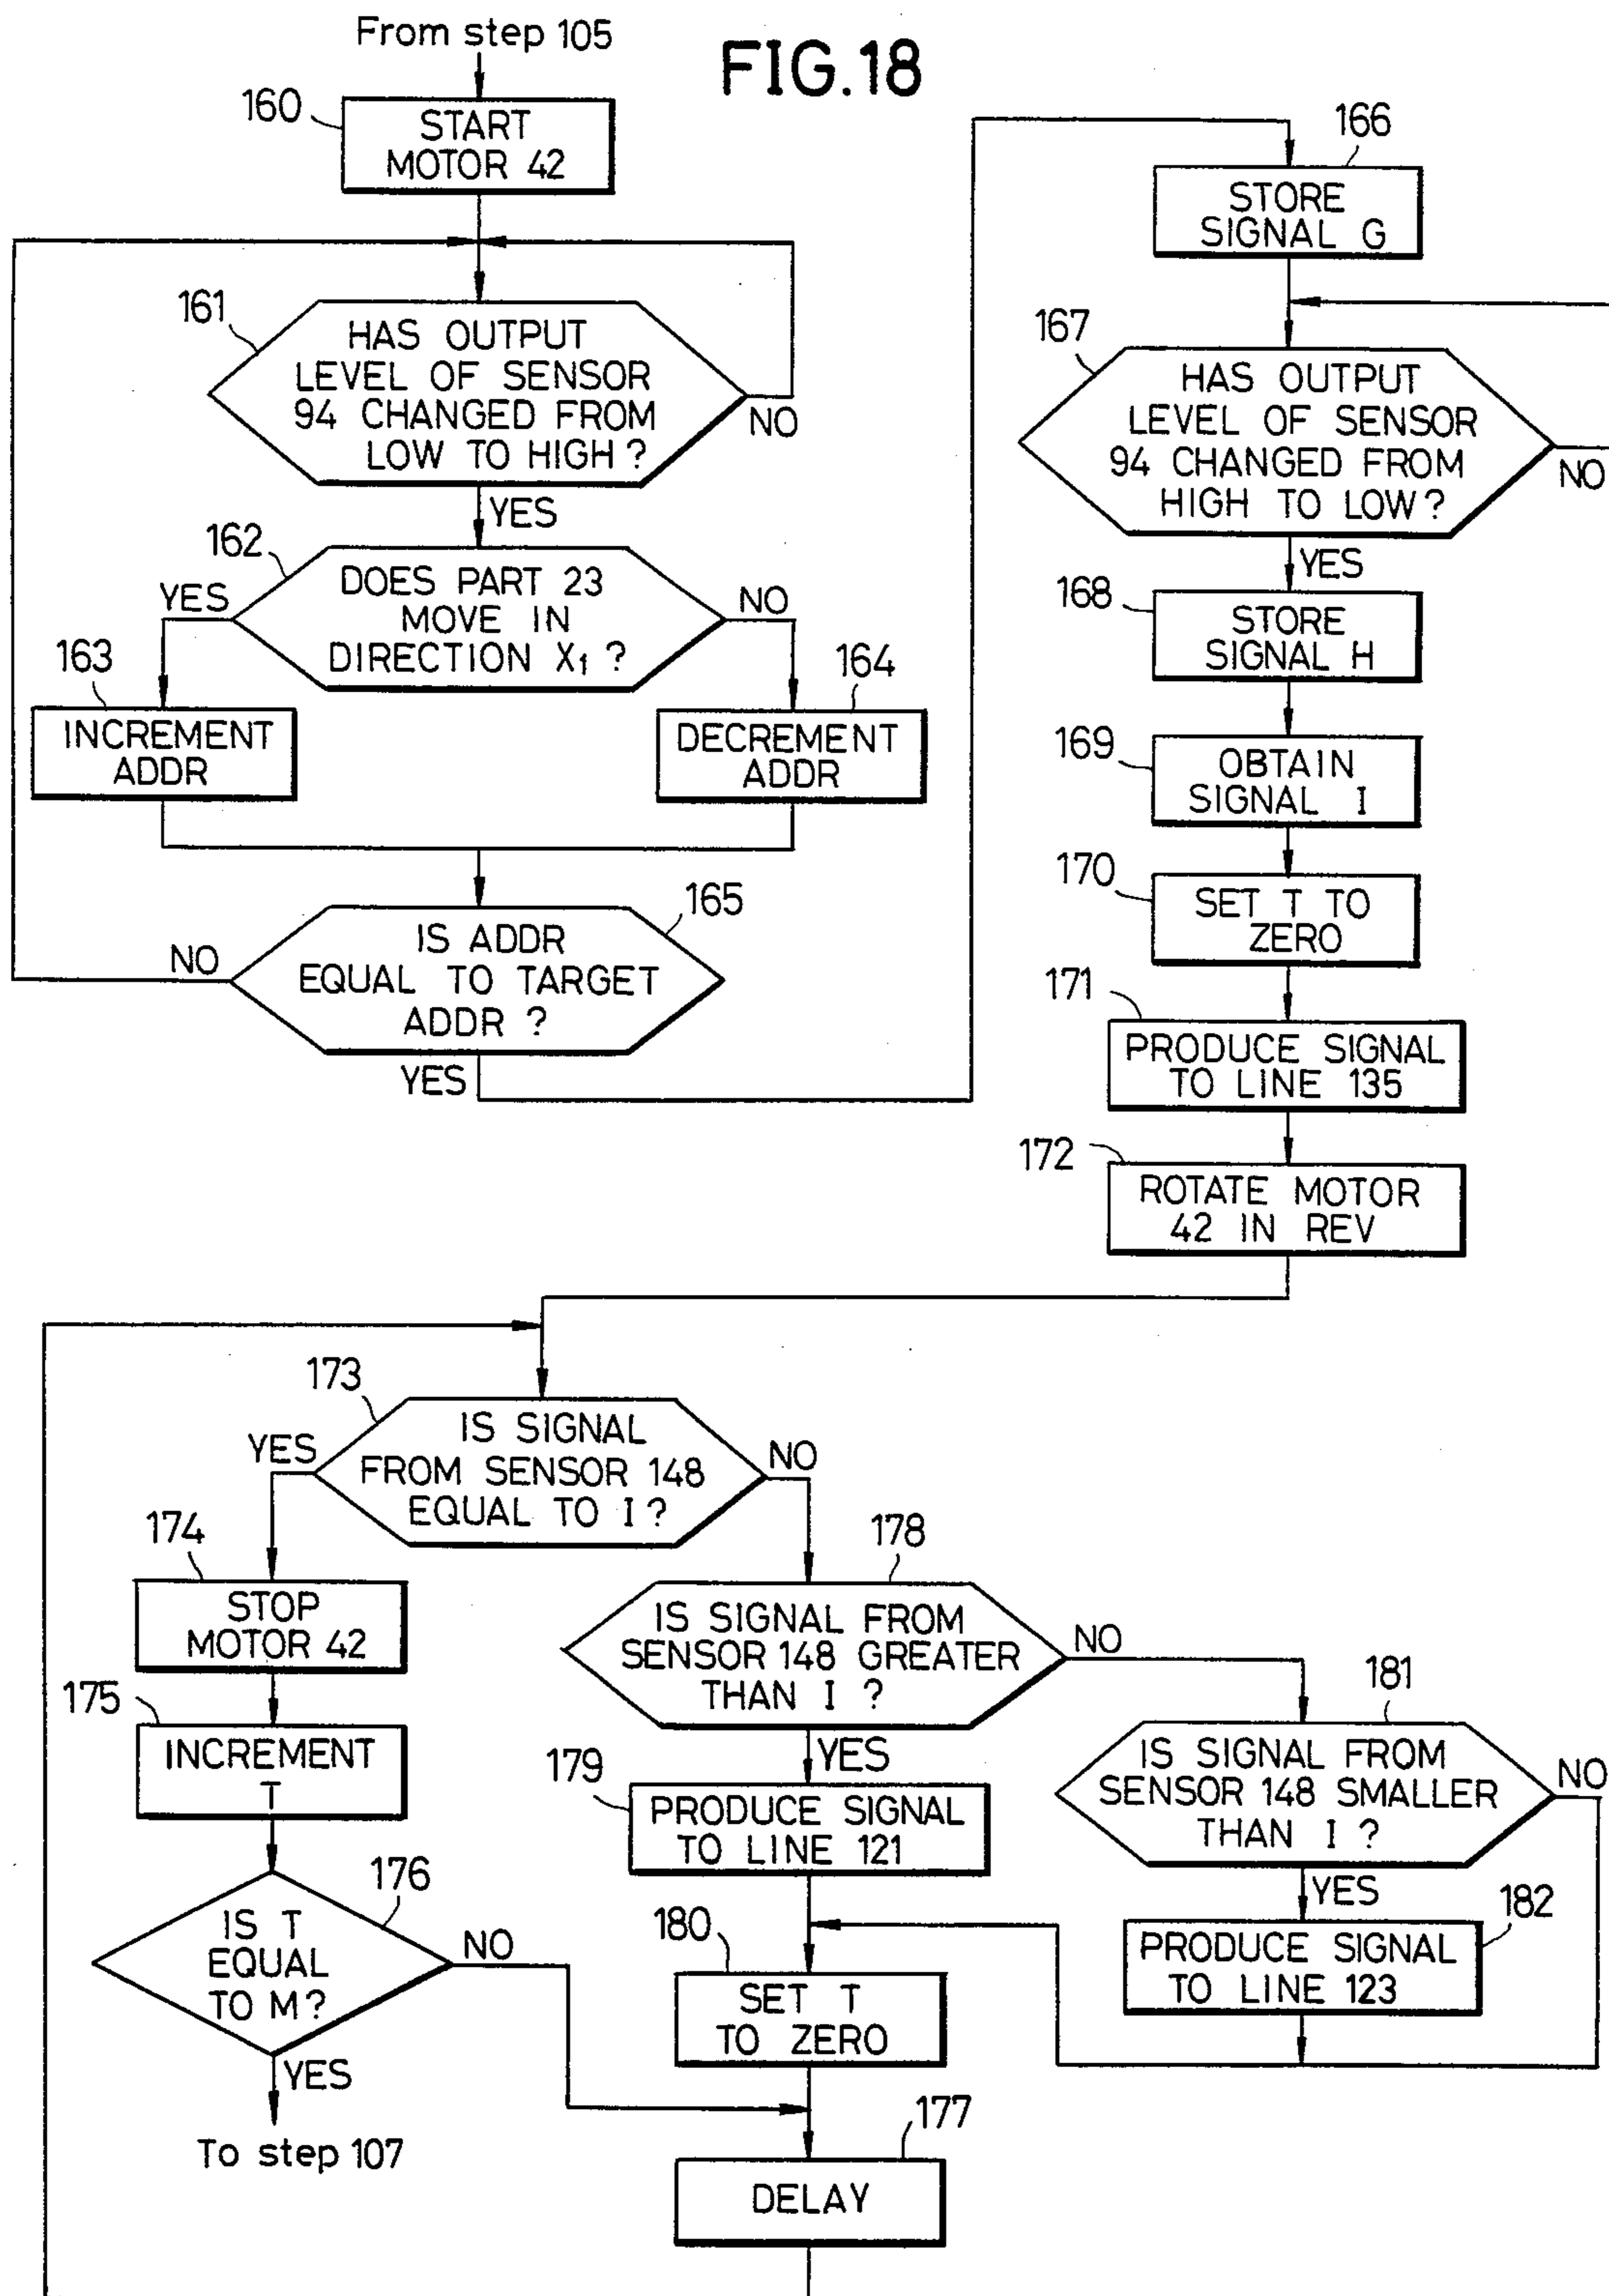 From step 105
FIG.18
160
START
MOTOR 42
161
HAS OUTPUT
LEVEL OF SENSOR
94 CHANGED FROM
LOW TO HIGH?
NO
YES
162
DOES PART 23
MOVE IN
DIRECTION X1 ?
YES
NO
163
INCREMENT
ADDR
164
DECREMENT
ADDR
165
IS ADDR
EQUAL TO TARGET
ADDR ?
NO
YES
166
STORE
SIGNAL G
167
HAS OUTPUT
LEVEL OF SENSOR
94 CHANGED FROM
HIGH TO LOW?
NO
YES
168
STORE
SIGNAL H
169
OBTAIN
SIGNAL I
170
SET T TO
ZERO
171
PRODUCE SIGNAL
TO LINE 135
172
ROTATE MOTOR
42 IN REV
173
IS SIGNAL
FROM SENSOR 148
EQUAL TO I?
YES
NO
174
STOP
MOTOR 42
175
INCREMENT
T
176
IS T
EQUAL
TO M?
NO
YES
To step 107
178
IS SIGNAL FROM
SENSOR 148 GREATER
THAN I ?
NO
YES
179
PRODUCE SIGNAL
TO LINE 121
180
SET T
TO ZERO
177
DELAY
181
IS SIGNAL FROM
SENSOR 148 SMALLER
THAN I ?
NO
YES
182
PRODUCE SIGNAL
TO LINE 123